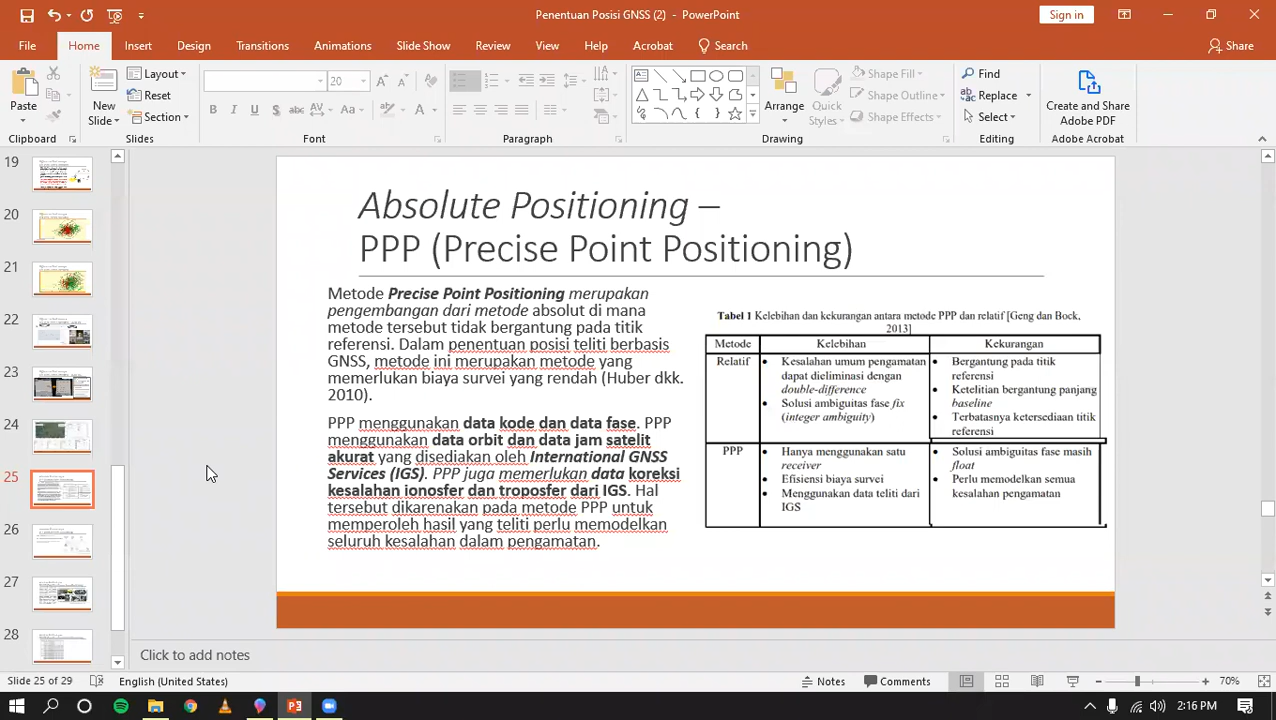 Penentuan Posisi GNSS (2) - PowerPoint
Sign in
File Home Insert Design Transitions Animations Slide Show Review View Help Acrobat Search
Share
Paste
New Slide
Layout
Reset
Section
20
Arrange
Quick Styles
Shape Fill
Shape Outline
Shape Effects
Find
Replace
Select
Create and Share Adobe PDF
Clipboard Slides Font Paragraph Drawing Editing Adobe Acrobat
19
20
21
22
23
24
25
26
27
28
Absolute Positioning –
PPP (Precise Point Positioning)
Metode Precise Point Positioning merupakan
pengembangan dari metode absolut di mana
metode tersebut tidak bergantung pada titik
referensi. Dalam penentuan posisi teliti berbasis
GNSS, metode ini merupakan metode yang
memerlukan biaya survei yang rendah (Huber dkk.
2010).
PPP menggunakan data kode dan data fase. PPP
menggunakan data orbit dan data jam satelit
akurat yang disediakan oleh International GNSS
Services (IGS). PPP juga memerlukan data koreksi
kesalahan ionosfer dan troposfer dari IGS. Hal
tersebut dikarenakan pada metode PPP untuk
memperoleh hasil yang teliti perlu memodelkan
seluruh kesalahan dalam pengamatan.
Tabel 1 Kelebihan dan kekurangan antara metode PPP dan relatif [Geng dan Bock,
2013]
Metode Kelebihan Kekurangan
Relatif
• Kesalahan umum pengamatan
dapat dieliminasi dengan
double-difference
• Solusi ambiguitas fase fix
(integer ambiguity)
• Bergantung pada titik
referensi
• Ketelitian bergantung panjang
baseline
• Terbatasnya ketersediaan titik
referensi
PPP
• Hanya menggunakan satu
receiver
• Efisiensi biaya survei
• Menggunakan data teliti dari
IGS
• Solusi ambiguitas fase masih
float
• Perlu memodelkan semua
kesalahan pengamatan
Click to add notes
Slide 25 of 29
English (United States)
Notes
Comments
70%
2:16 PM